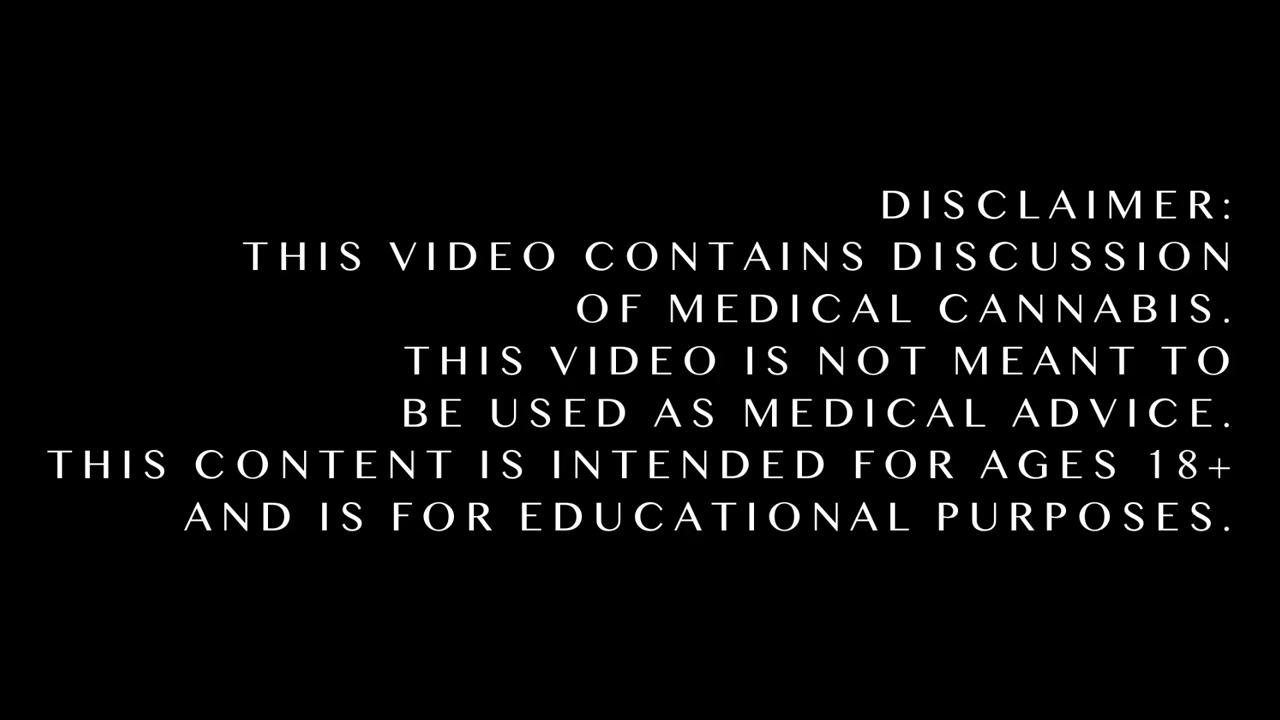 DISCLAIMER:
THIS VIDEO CONTAINS DISCUSSION
OF MEDICAL CANNABIS.
THIS VIDEO IS NOT MEANT TO
BE USED AS MEDICAL ADVICE.
THIS CONTENT IS INTENDED FOR AGES 18+
AND IS FOR EDUCATIONAL PURPOSES.